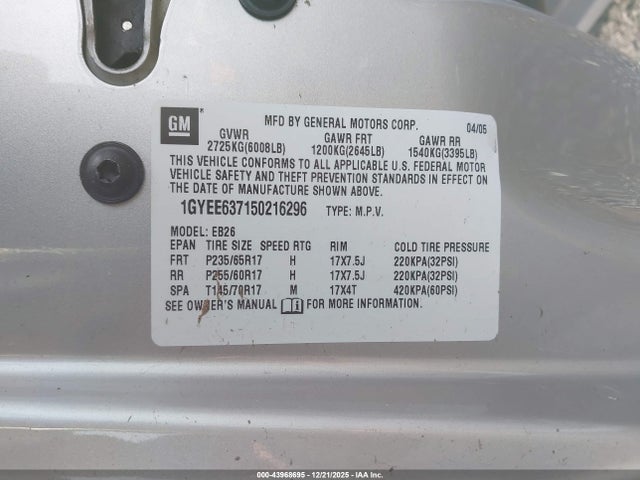 GM
MFD BY GENERAL MOTORS CORP. 04/05
GVWR GAWR FRT GAWR RR
2725KG(6008LB) 1200KG(2645LB) 1540KG(3395LB)
THIS VEHICLE CONFORMS TO ALL APPLICABLE U.S. FEDERAL MOTOR
VEHICLE SAFETY AND THEFT PREVENTION STANDARDS IN EFFECT ON
THE DATE OF MANUFACTURE SHOWN ABOVE.
1GYEE637150216296 TYPE: M.P.V.
MODEL: EB26
EPAN TIRE SIZE SPEED RTG RIM COLD TIRE PRESSURE
FRT P235/65R17 H 17X7.5J 220KPA(32PSI)
RR P255/60R17 H 17X7.5J 220KPA(32PSI)
SPA T145/70R17 M 17X4T 420KPA(60PSI)
SEE OWNER'S MANUAL FOR MORE INFORMATION.
000-43968695 - 12/21/2025 - IAA Inc.